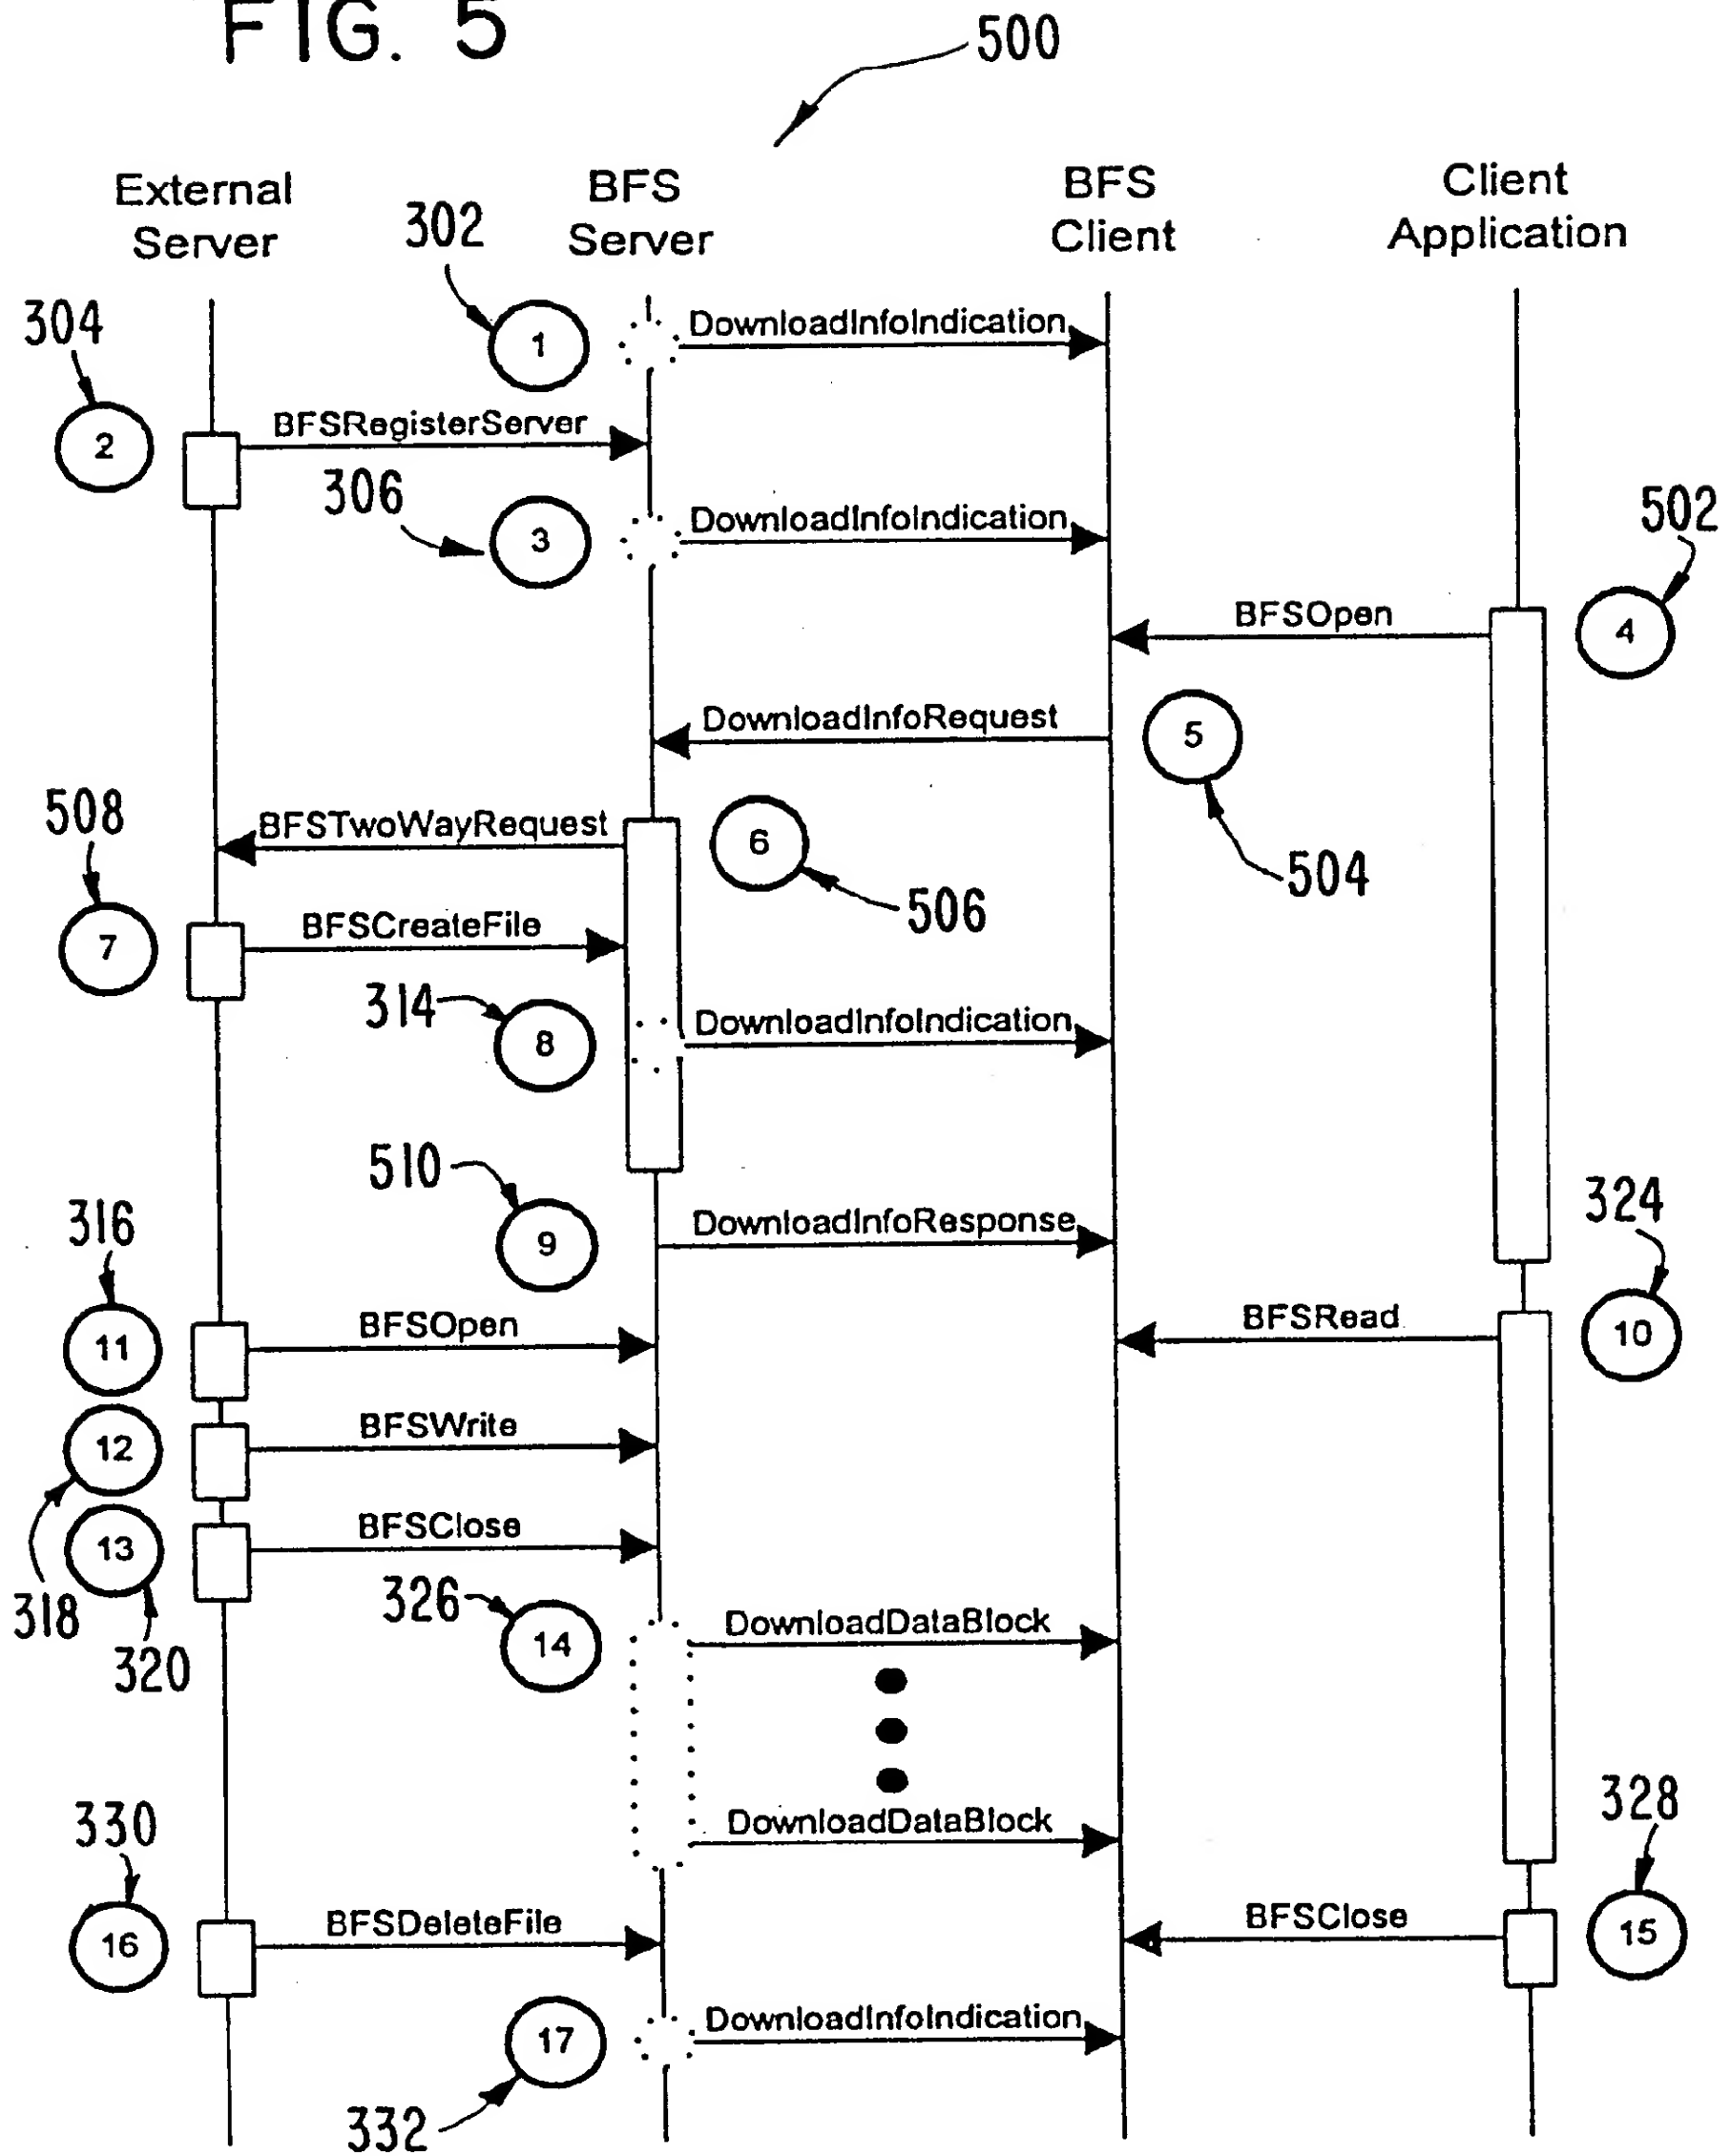 FIG. 5
500
External
Server
BFS
Server
BFS
Client
Client
Application
302
1
DownloadInfoIndication
304
2
BFSRegisterServer
306
3
DownloadInfoIndication
502
BFSOpen
4
DownloadInfoRequest
5
504
508
BFSTwoWayRequest
6
506
7
BFSCreateFile
314
8
DownloadInfoIndication
510
9
DownloadInfoResponse
316
324
11
BFSOpen
BFSRead
10
12
BFSWrite
318
13
BFSClose
320
326
14
DownloadDataBlock
DownloadDataBlock
330
328
16
BFSDeleteFile
BFSClose
15
17
DownloadInfoIndication
332